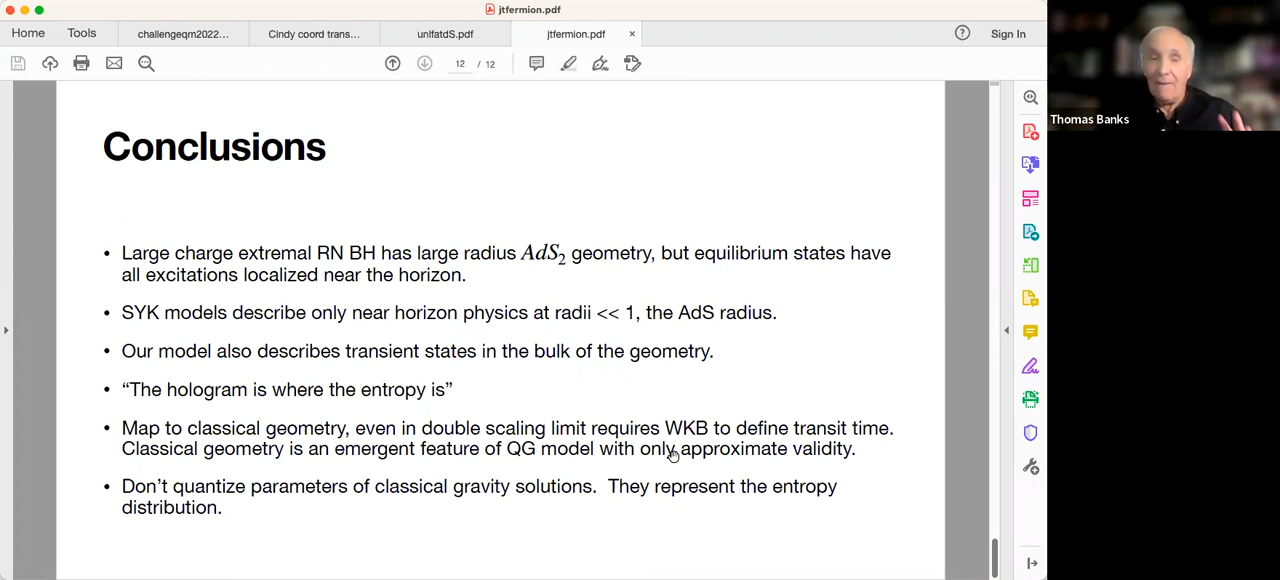 jtfermion.pdf
Home Tools challengeqm2022... Cindy coord trans... unifatdS.pdf jtfermion.pdf × Sign In
12 / 12
Thomas Banks
Conclusions
• Large charge extremal RN BH has large radius AdS₂ geometry, but equilibrium states have
all excitations localized near the horizon.
• SYK models describe only near horizon physics at radii << 1, the AdS radius.
• Our model also describes transient states in the bulk of the geometry.
• “The hologram is where the entropy is”
• Map to classical geometry, even in double scaling limit requires WKB to define transit time.
Classical geometry is an emergent feature of QG model with only approximate validity.
• Don’t quantize parameters of classical gravity solutions. They represent the entropy
distribution.